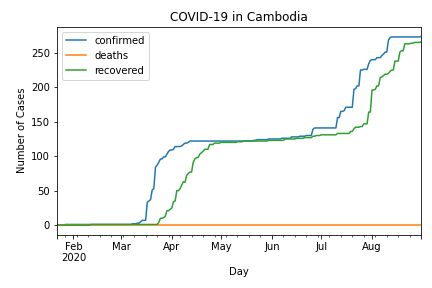 COVID-19 in Cambodia
confirmed
deaths
recovered
Number of Cases
250
200
150
100
50
0
Feb
2020
Mar
Apr
May
Jun
Jul
Aug
Day